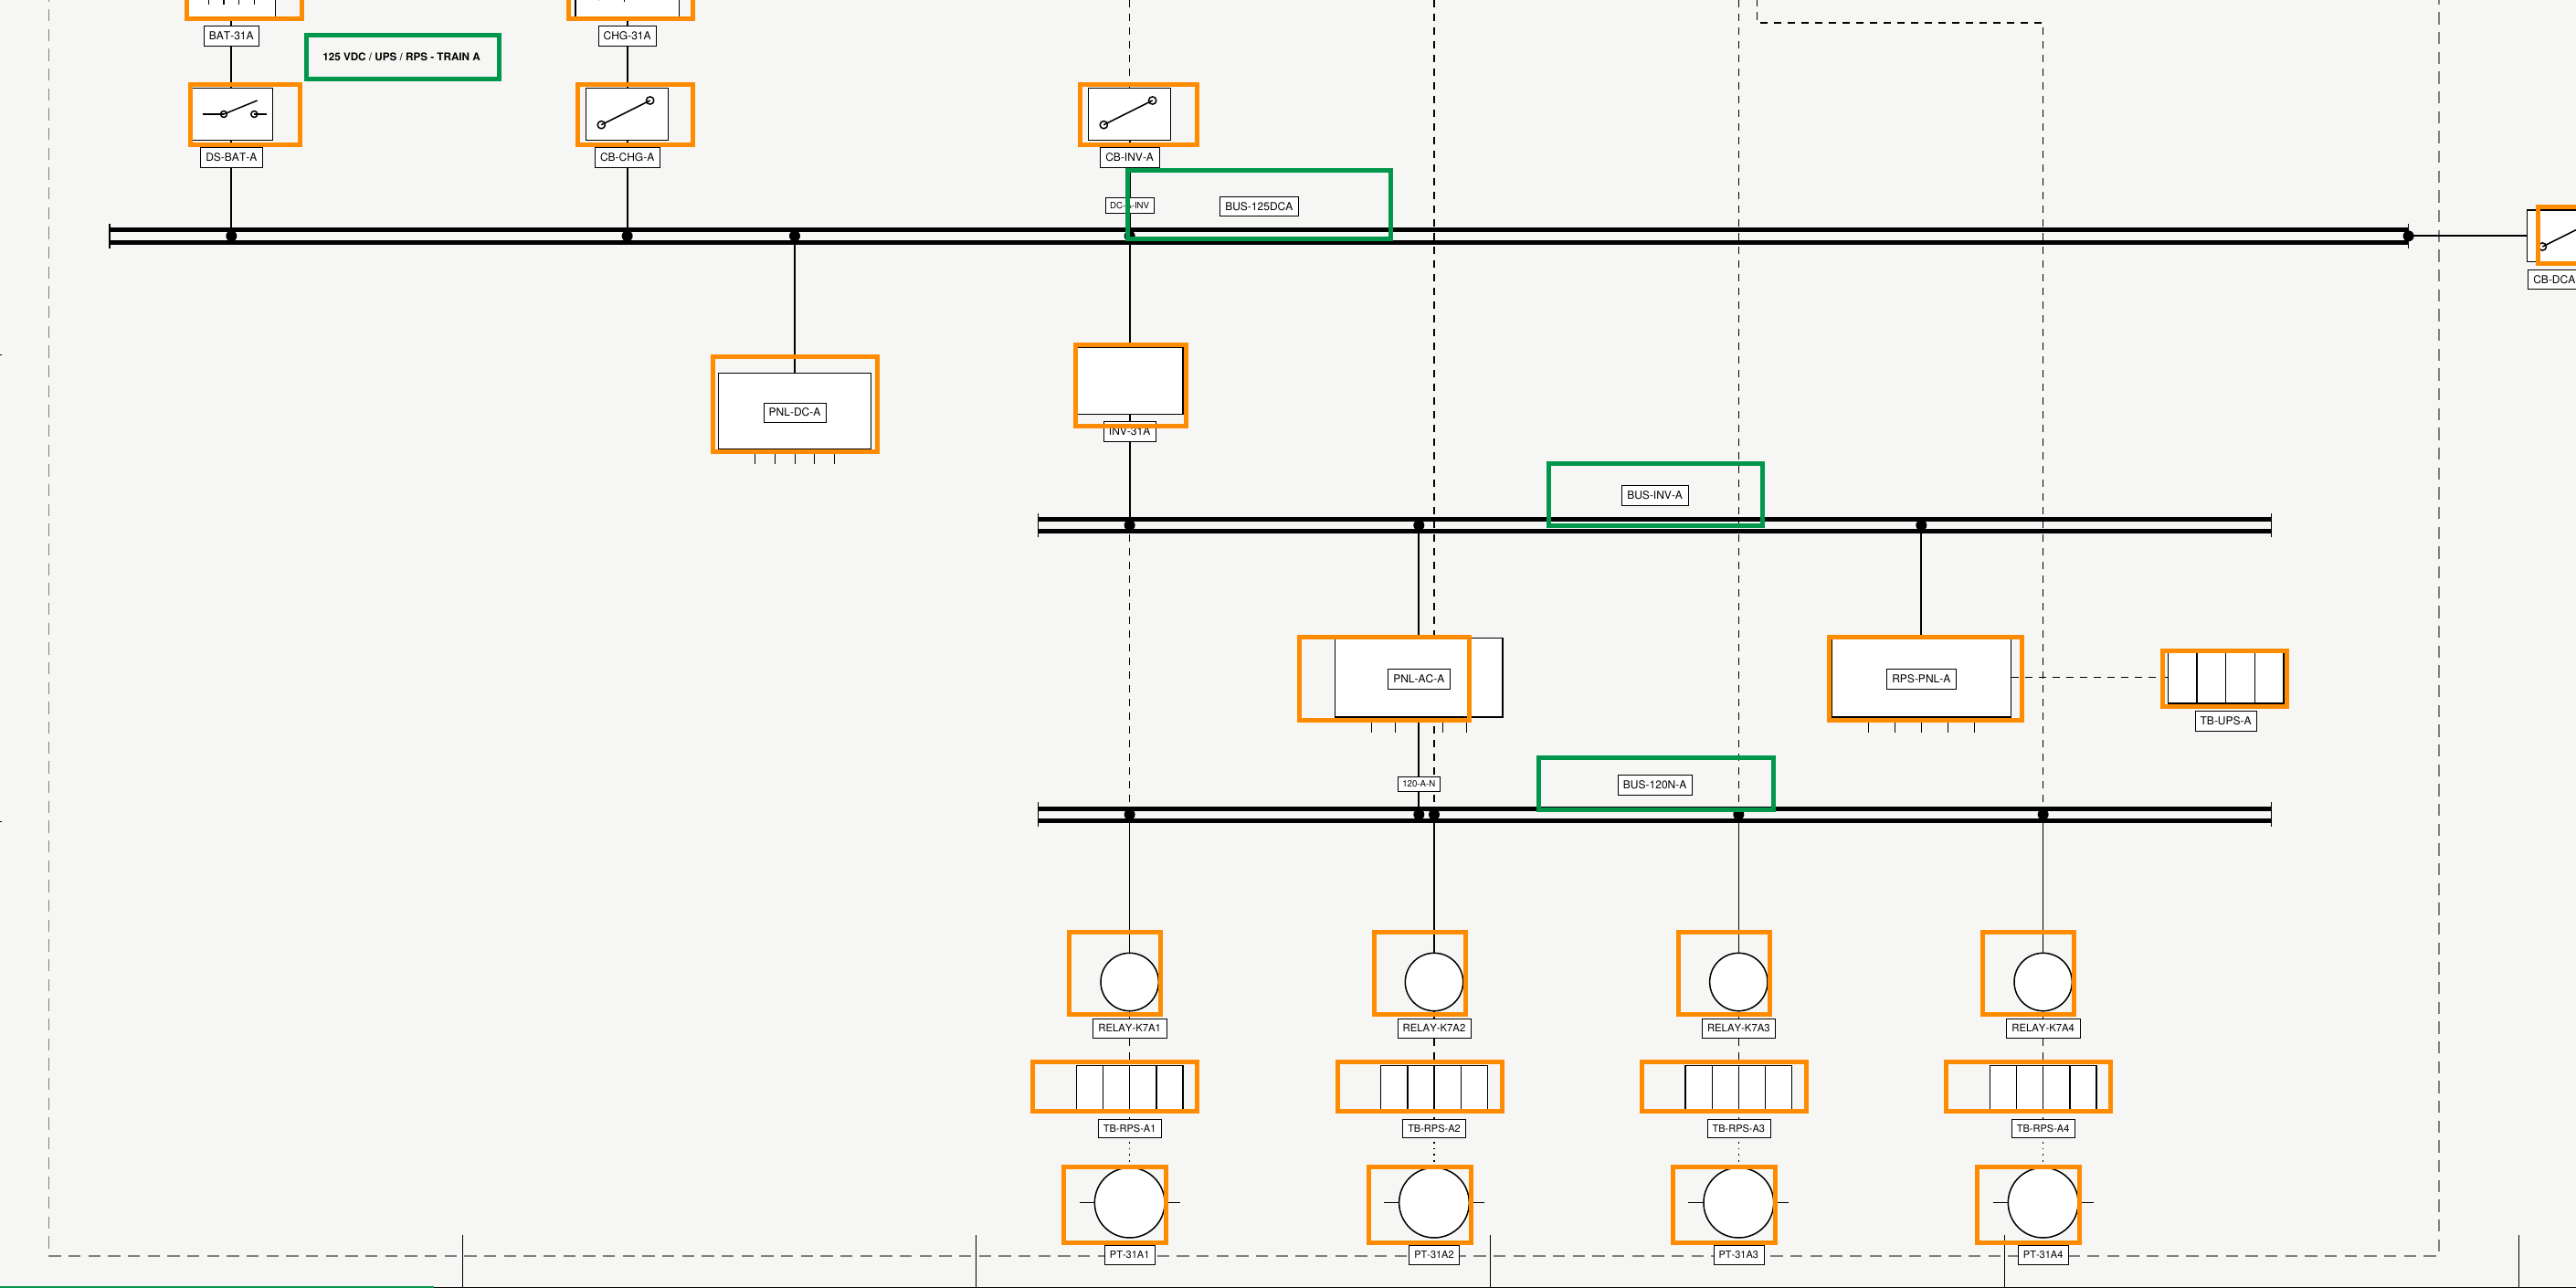 BAT-31A
CHG-31A
125 VDC / UPS / RPS - TRAIN A
DS-BAT-A
CB-CHG-A
CB-INV-A
BUS-125DCA
CB-DCA
PNL-DC-A
INV-31A
BUS-INV-A
PNL-AC-A
RPS-PNL-A
TB-UPS-A
120-A-N
BUS-120N-A
RELAY-K7A1
RELAY-K7A2
RELAY-K7A3
RELAY-K7A4
TB-RPS-A1
TB-RPS-A2
TB-RPS-A3
TB-RPS-A4
PT-31A1
PT-31A2
PT-31A3
PT-31A4